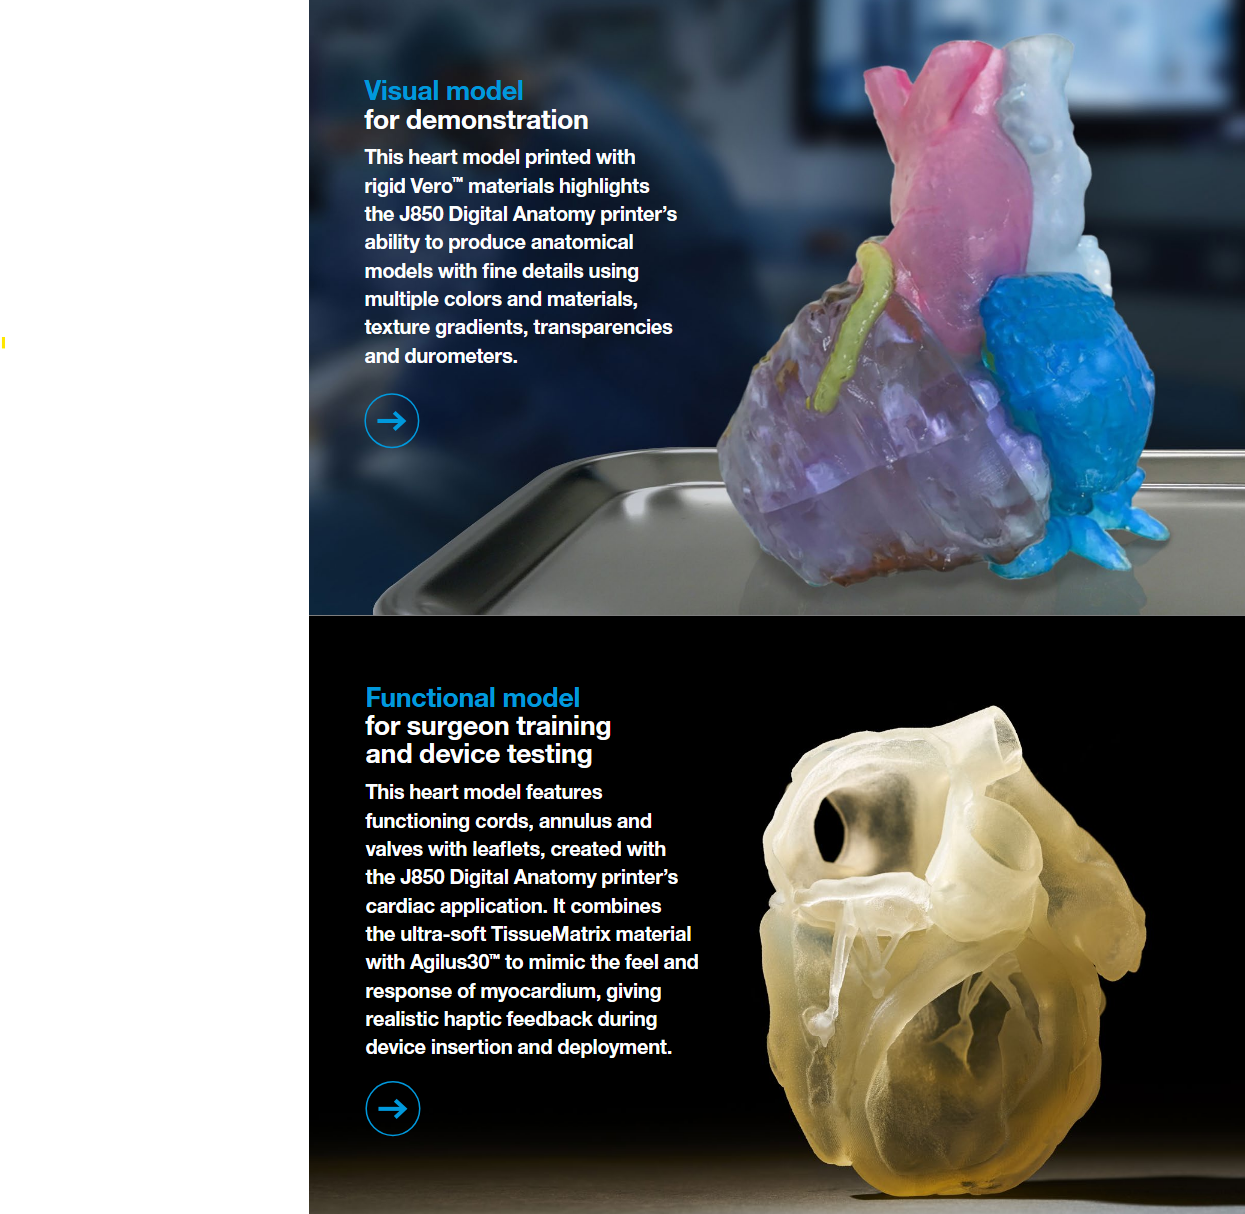 Visual model
for demonstration
This heart model printed with
rigid Vero™ materials highlights
the J850 Digital Anatomy printer’s
ability to produce anatomical
models with fine details using
multiple colors and materials,
texture gradients, transparencies
and durometers.
Functional model
for surgeon training
and device testing
This heart model features
functioning cords, annulus and
valves with leaflets, created with
the J850 Digital Anatomy printer’s
cardiac application. It combines
the ultra-soft TissueMatrix material
with Agilus30™ to mimic the feel and
response of myocardium, giving
realistic haptic feedback during
device insertion and deployment.